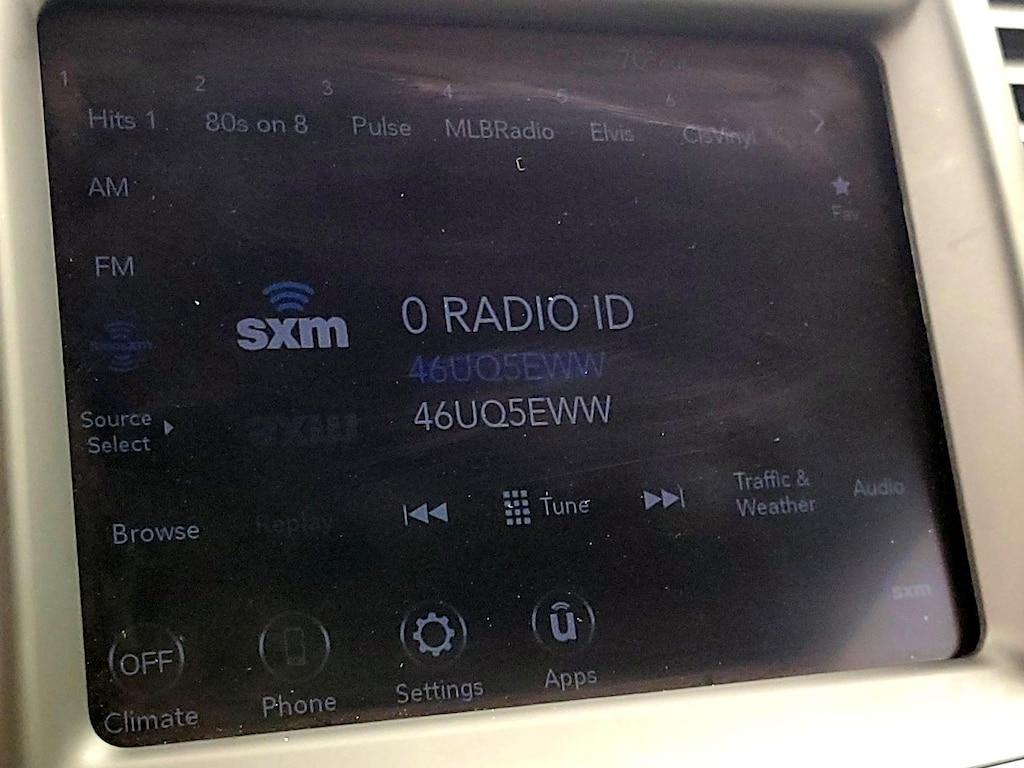 1 2 3 4 5 6
Hits 1 80s on 8 Pulse MLBRadio Elvis ClsVinyl
AM
Fav
FM
sxm
0 RADIO ID
46UQ5EWW
46UQ5EWW
Source
Select
Browse
Replay
Tune
Traffic &
Weather
Audio
sxm
OFF
Climate
Phone
Settings
Apps